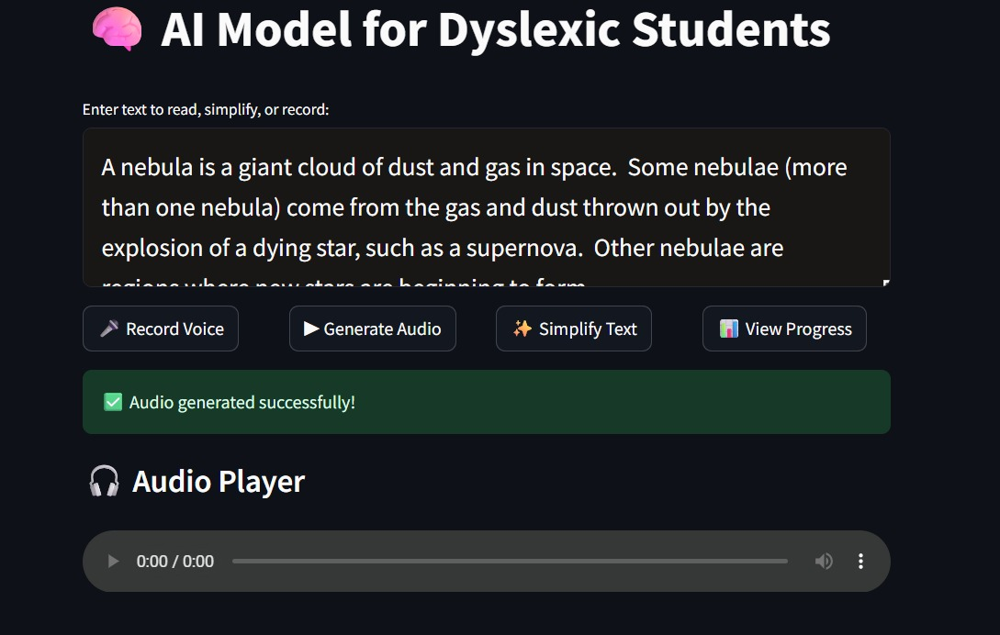 🧠 AI Model for Dyslexic Students
Enter text to read, simplify, or record:
A nebula is a giant cloud of dust and gas in space.  Some nebulae (more
than one nebula) come from the gas and dust thrown out by the
explosion of a dying star, such as a supernova.  Other nebulae are
regions where new stars are beginning to form.
🎤 Record Voice
▶ Generate Audio
✨ Simplify Text
📊 View Progress
✅ Audio generated successfully!
🎧 Audio Player
0:00 / 0:00